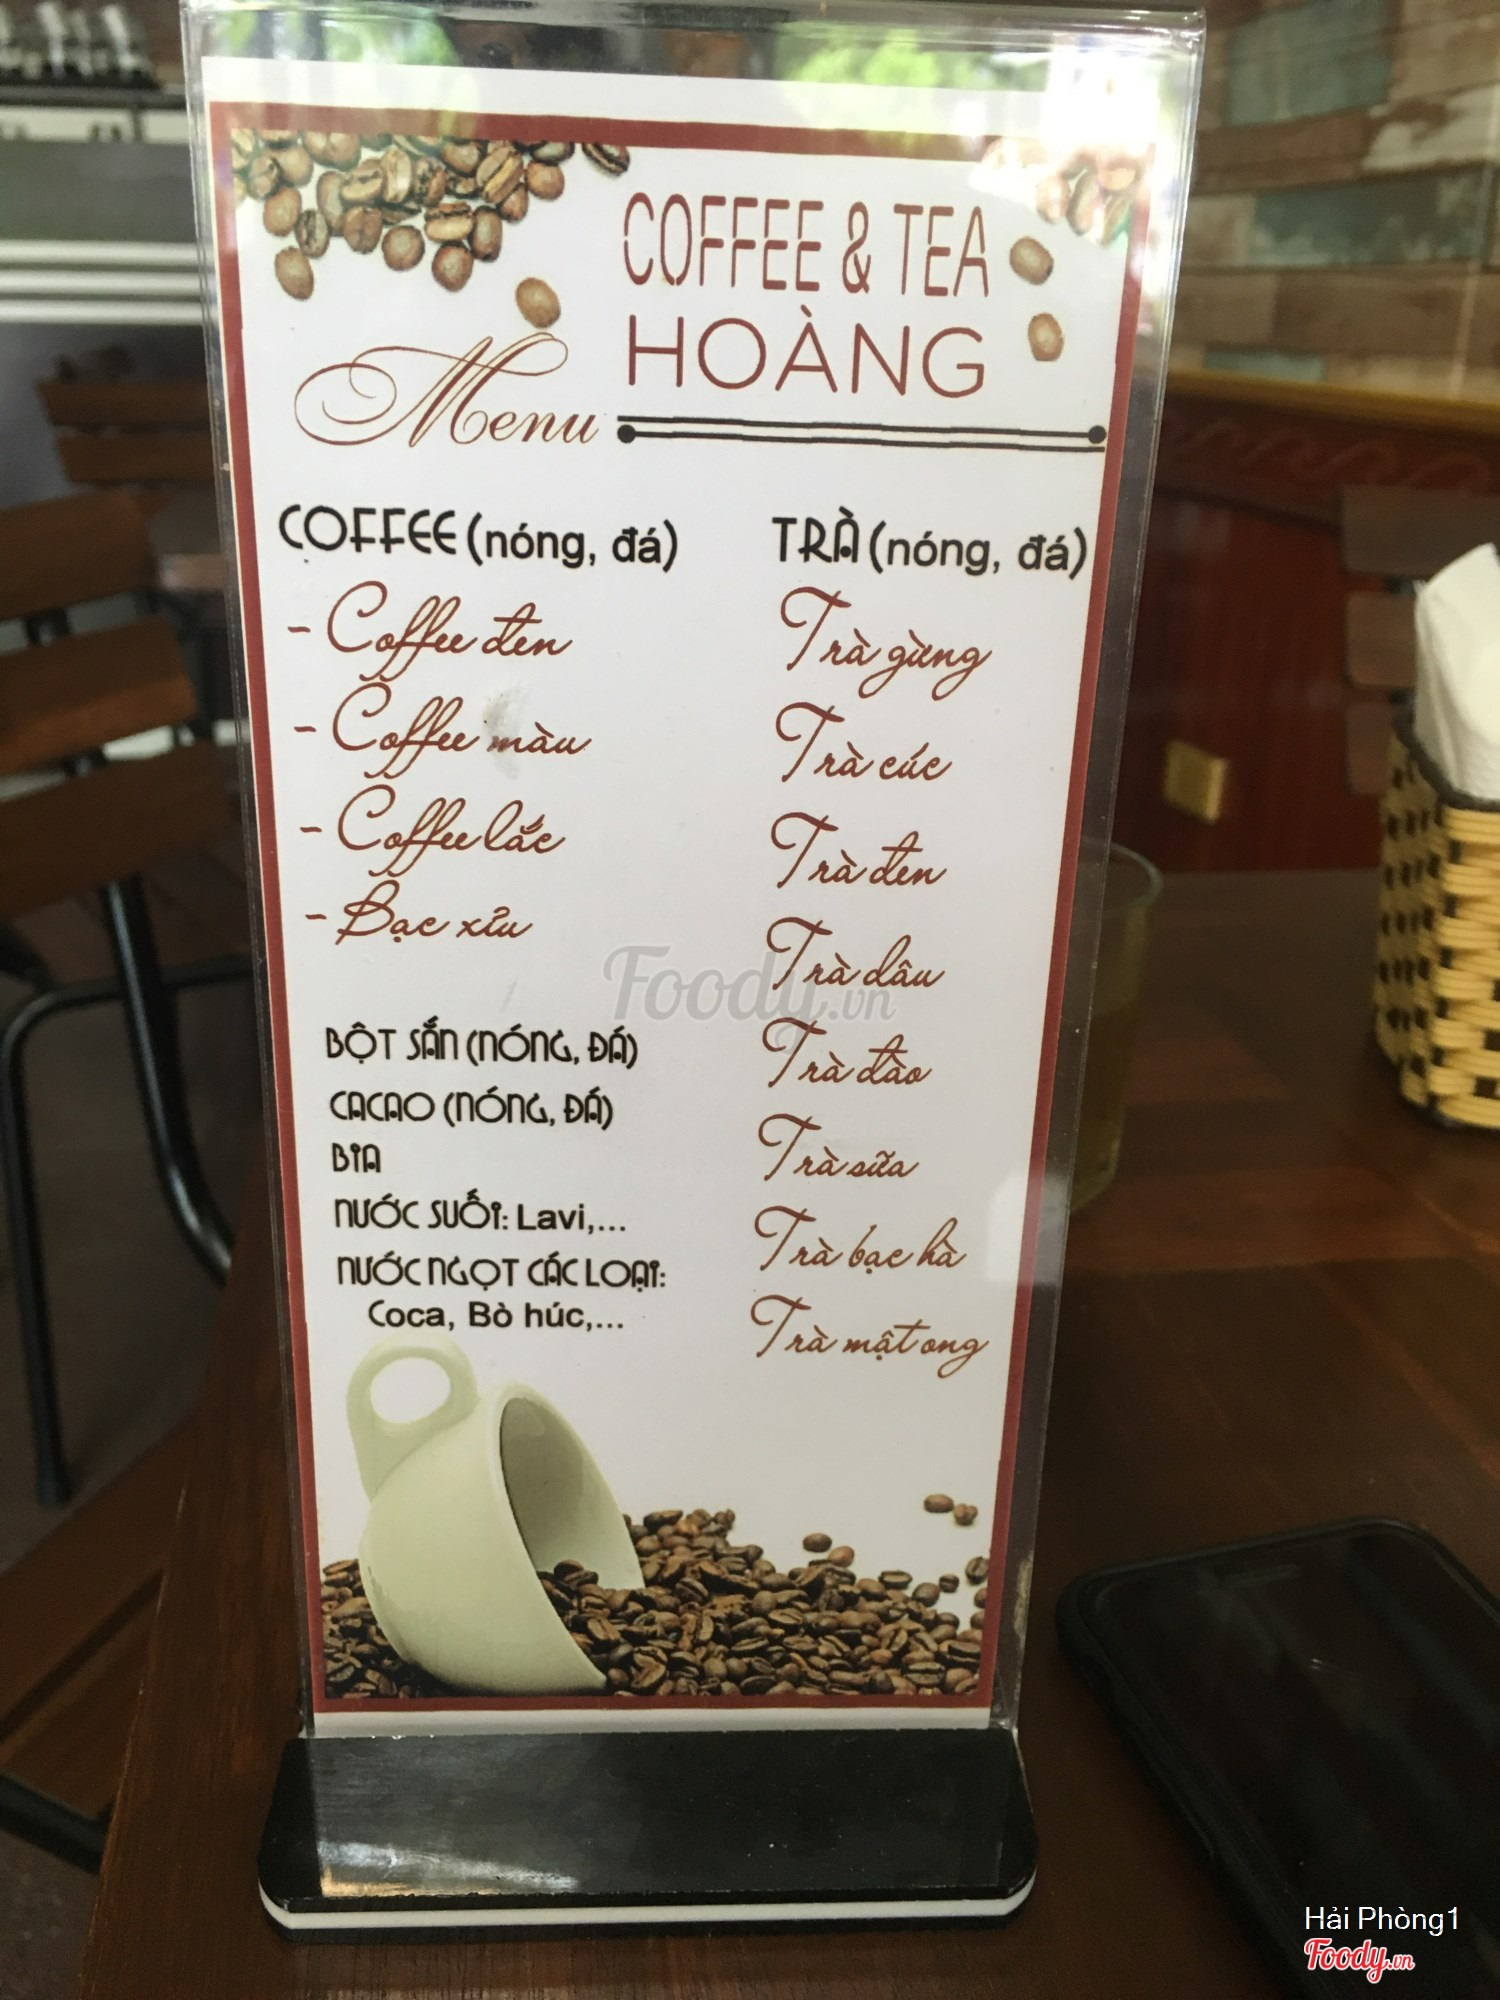 COFFEE & TEA
HOÀNG
Menu
COFFEE (nóng, đá)
- Coffee đen
- Coffee màu
- Coffee lắc
- Bạc xỉu
BỘT SẮN (NÓNG, ĐÁ)
CACAO (NÓNG, ĐÁ)
BIA
NƯỚC SUỐI: Lavi,...
NƯỚC NGỌT CÁC LOẠI:
Coca, Bò húc,...
TRÀ (nóng, đá)
Trà gừng
Trà cúc
Trà đen
Trà dâu
Trà đào
Trà sữa
Trà bạc hà
Trà mật ong
Foody.vn
Hải Phòng1
Foody.vn